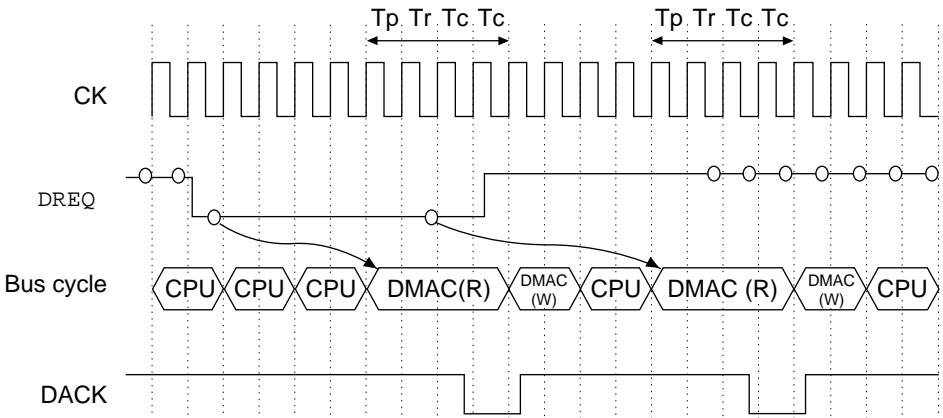 Tp Tr Tc Tc Tp Tr Tc Tc
CK
DREQ
Bus cycle CPU CPU CPU DMAC(R) DMAC (W) CPU DMAC (R) DMAC (W) CPU
DACK